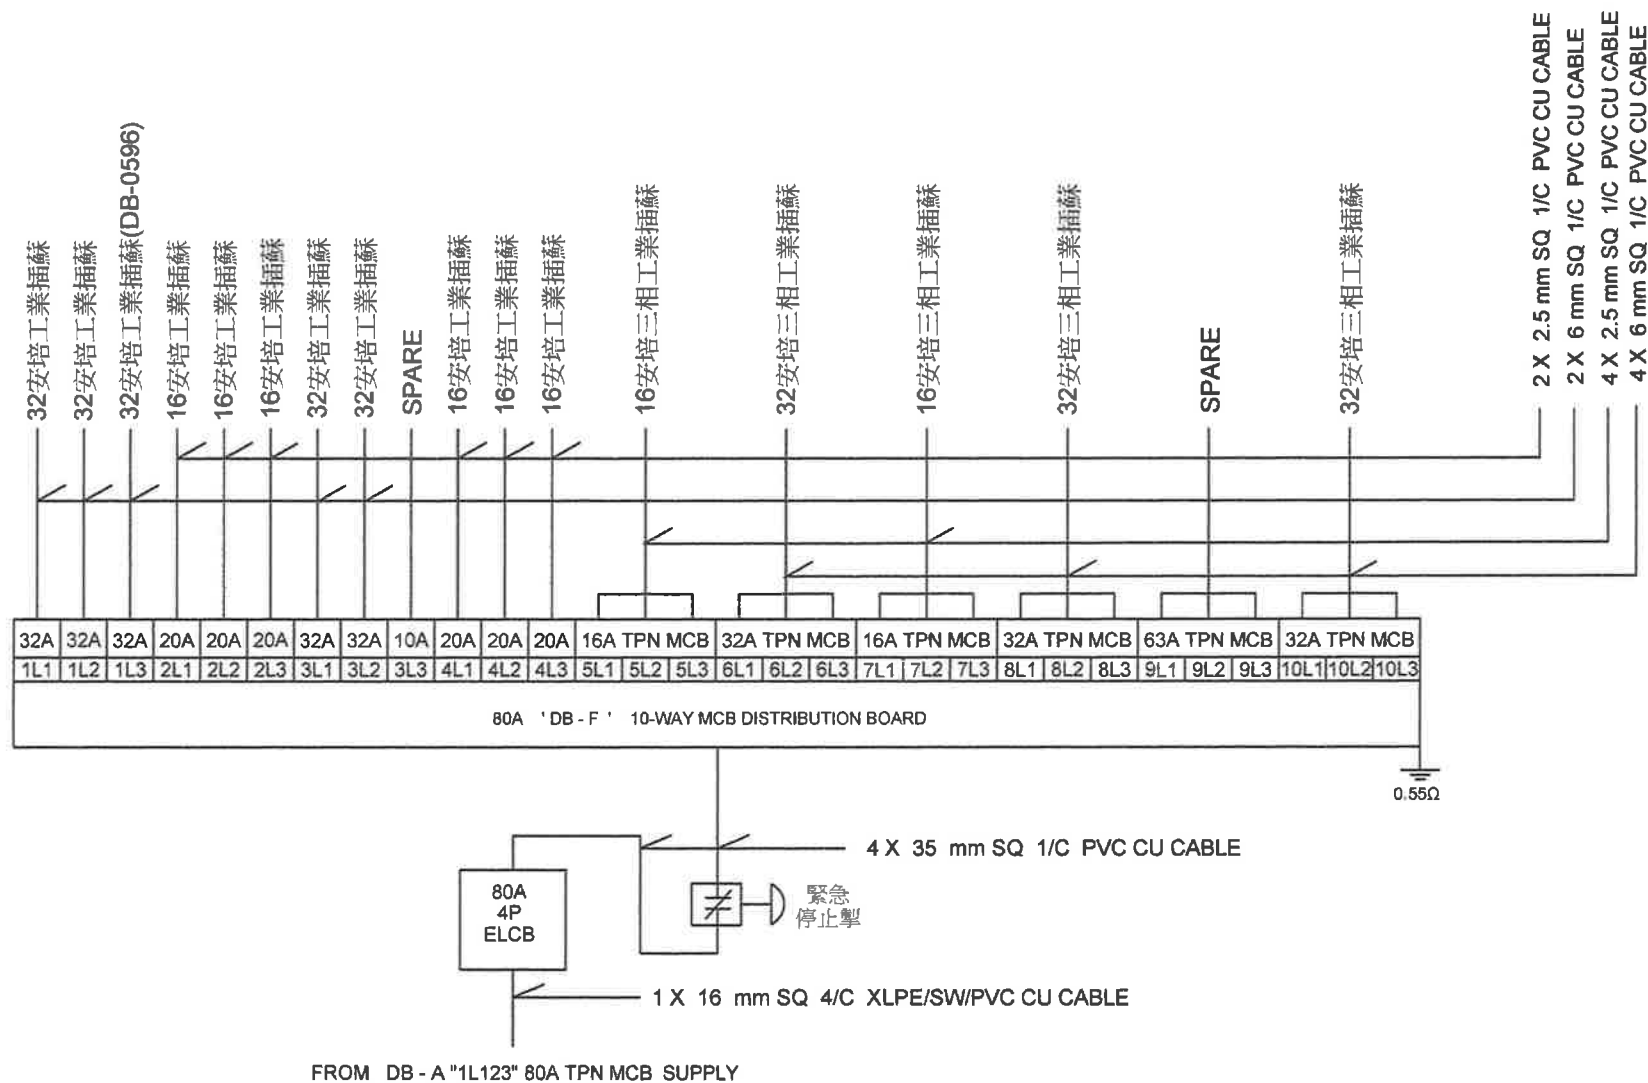 2 X 2.5 mm SQ 1/C PVC CU CABLE
2 X 6 mm SQ 1/C PVC CU CABLE
4 X 2.5 mm SQ 1/C PVC CU CABLE
4 X 6 mm SQ 1/C PVC CU CABLE
32安培工業插蘇
32安培工業插蘇
32安培工業插蘇(DB-0596)
16安培工業插蘇
16安培工業插蘇
16安培工業插蘇
32安培工業插蘇
32安培工業插蘇
SPARE
16安培工業插蘇
16安培工業插蘇
16安培工業插蘇
16安培三相工業插蘇
32安培三相工業插蘇
16安培三相工業插蘇
32安培三相工業插蘇
SPARE
32安培三相工業插蘇
32A 32A 32A 20A 20A 20A 32A 32A 10A 20A 20A 20A 16A TPN MCB 32A TPN MCB 16A TPN MCB 32A TPN MCB 63A TPN MCB 32A TPN MCB
1L1 1L2 1L3 2L1 2L2 2L3 3L1 3L2 3L3 4L1 4L2 4L3 5L1 5L2 5L3 6L1 6L2 6L3 7L1 7L2 7L3 8L1 8L2 8L3 9L1 9L2 9L3 10L1 10L2 10L3
80A ' DB - F ' 10-WAY MCB DISTRIBUTION BOARD
0.55Ω
4 X 35 mm SQ 1/C PVC CU CABLE
80A
4P
ELCB
緊急
停止掣
1 X 16 mm SQ 4/C XLPE/SW/PVC CU CABLE
FROM DB - A "1L123" 80A TPN MCB SUPPLY